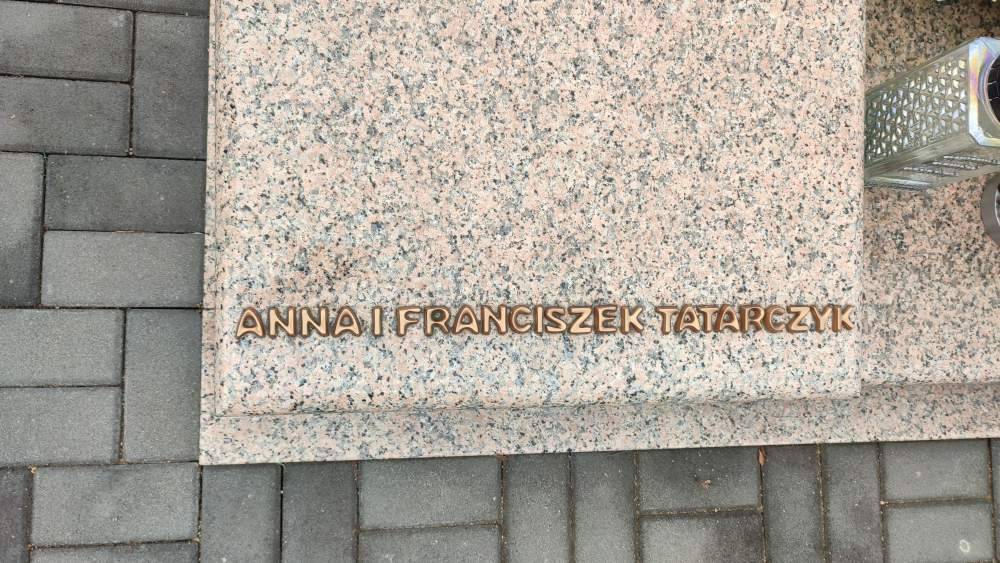 ANNA I FRANCISZEK TATARCZYK